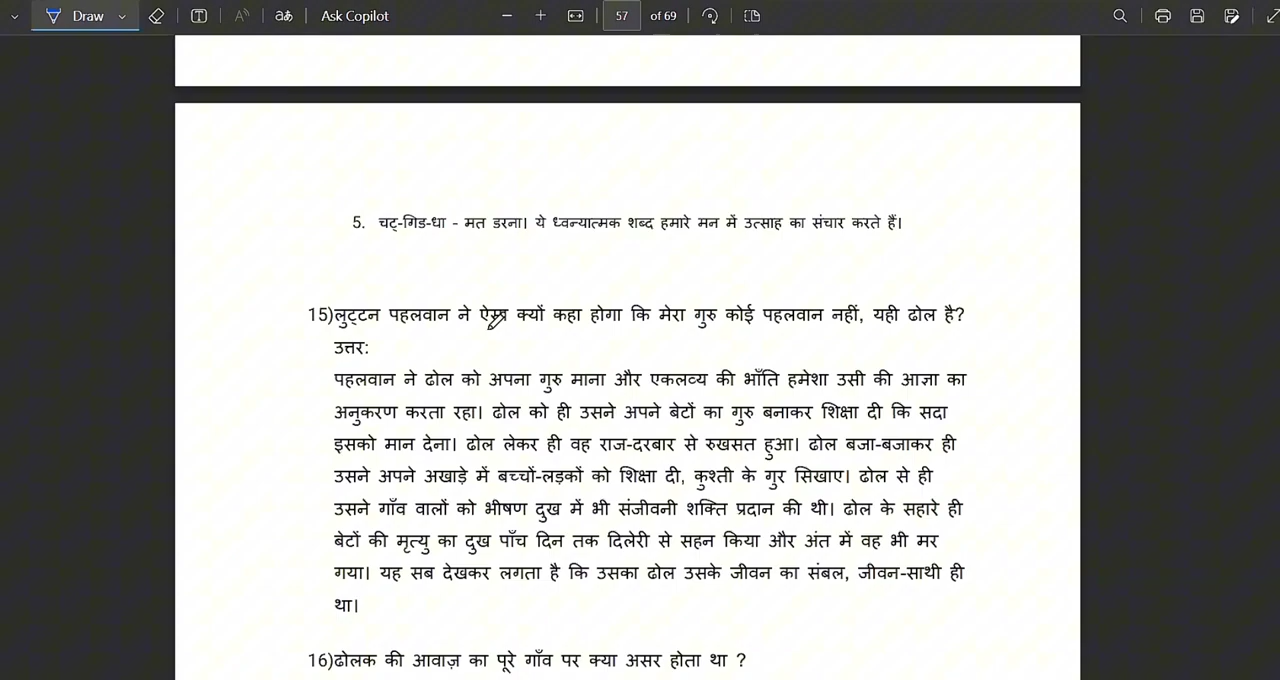 Draw
Ask Copilot
57 of 69
5. चट्-गिड-धा - मत डरना। ये ध्वन्यात्मक शब्द हमारे मन में उत्साह का संचार करते हैं।
15)लुट्टन पहलवान ने ऐसा क्यों कहा होगा कि मेरा गुरु कोई पहलवान नहीं, यही ढोल है?
उत्तर:
पहलवान ने ढोल को अपना गुरु माना और एकलव्य की भाँति हमेशा उसी की आज्ञा का
अनुकरण करता रहा। ढोल को ही उसने अपने बेटों का गुरु बनाकर शिक्षा दी कि सदा
इसको मान देना। ढोल लेकर ही वह राज-दरबार से रुखसत हुआ। ढोल बजा-बजाकर ही
उसने अपने अखाड़े में बच्चों-लड़कों को शिक्षा दी, कुश्ती के गुर सिखाए। ढोल से ही
उसने गाँव वालों को भीषण दुख में भी संजीवनी शक्ति प्रदान की थी। ढोल के सहारे ही
बेटों की मृत्यु का दुख पाँच दिन तक दिलेरी से सहन किया और अंत में वह भी मर
गया। यह सब देखकर लगता है कि उसका ढोल उसके जीवन का संबल, जीवन-साथी ही
था।
16)ढोलक की आवाज़ का पूरे गाँव पर क्या असर होता था ?